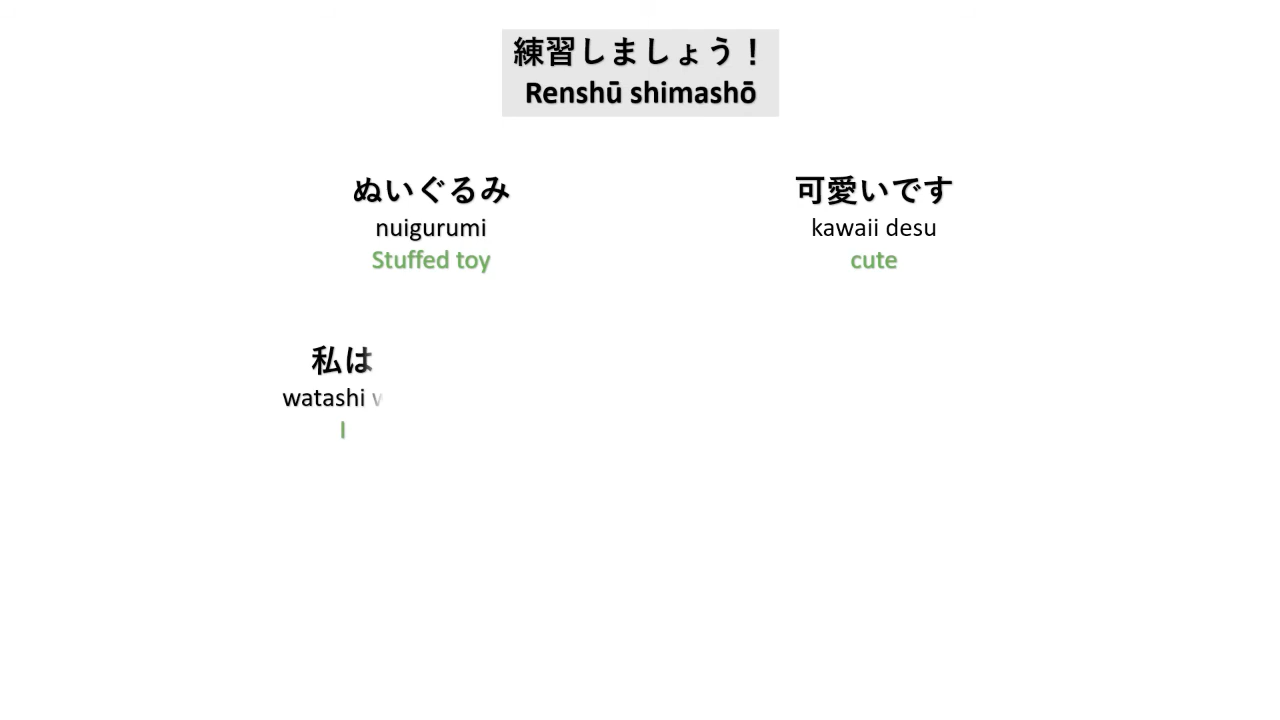 練習しましょう！
Renshū shimashō
ぬいぐるみ
nuigurumi
Stuffed toy
可愛いです
kawaii desu
cute
私は
watashi w
I